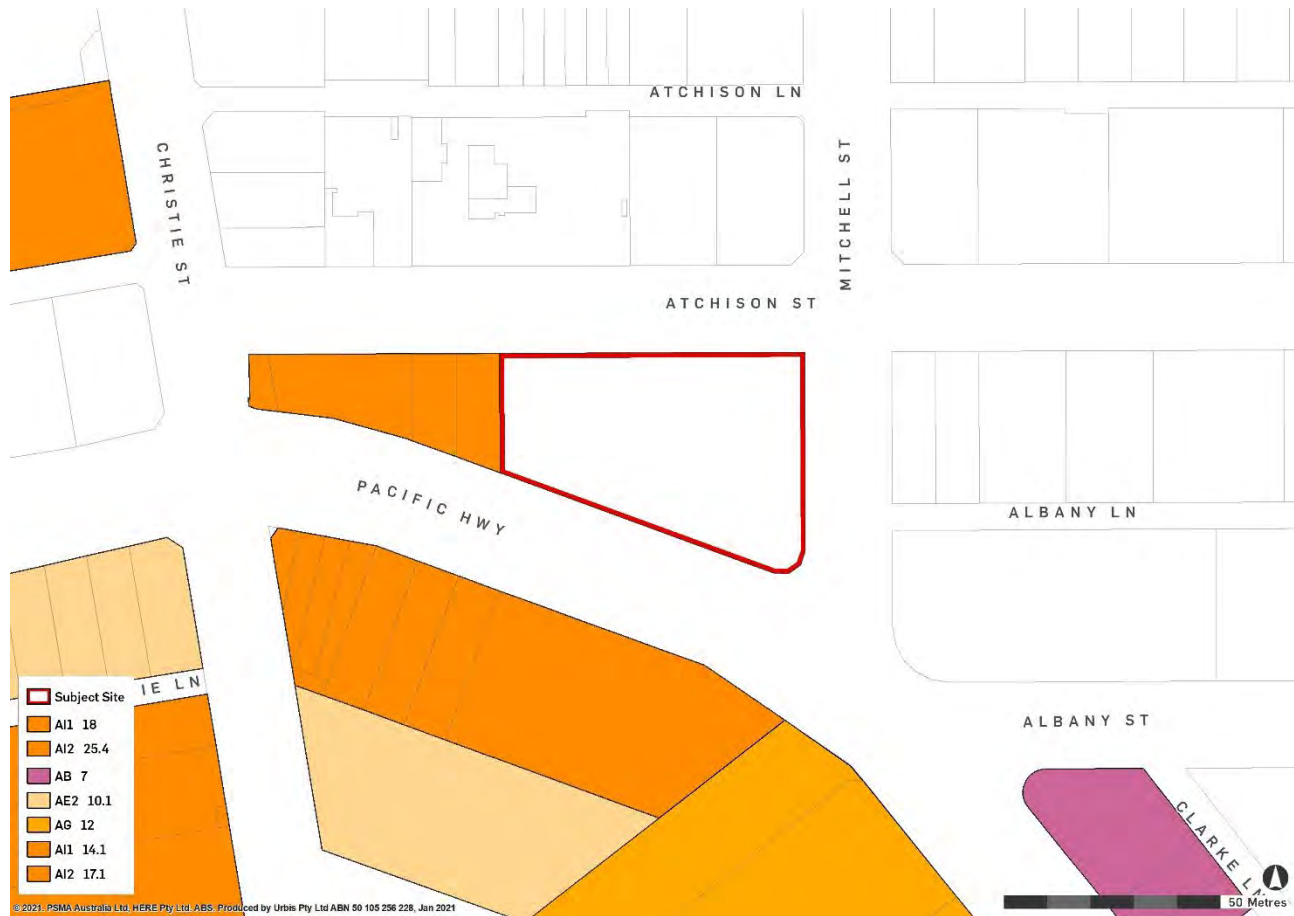 ATCHISON LN
CHRISTIE ST
MITCHELL ST
ATCHISON ST
PACIFIC HWY
ALBANY LN
IE LN
ALBANY ST
CLARKE LN
Subject Site
AI1 18
AI2 25.4
AB 7
AE2 10.1
AG 12
AI1 14.1
AI2 17.1
50 Metres
© 2021. PSMA Australia Ltd, HERE Pty Ltd. ABS. Produced by Urbis Pty Ltd ABN 50 105 256 228, Jan 2021